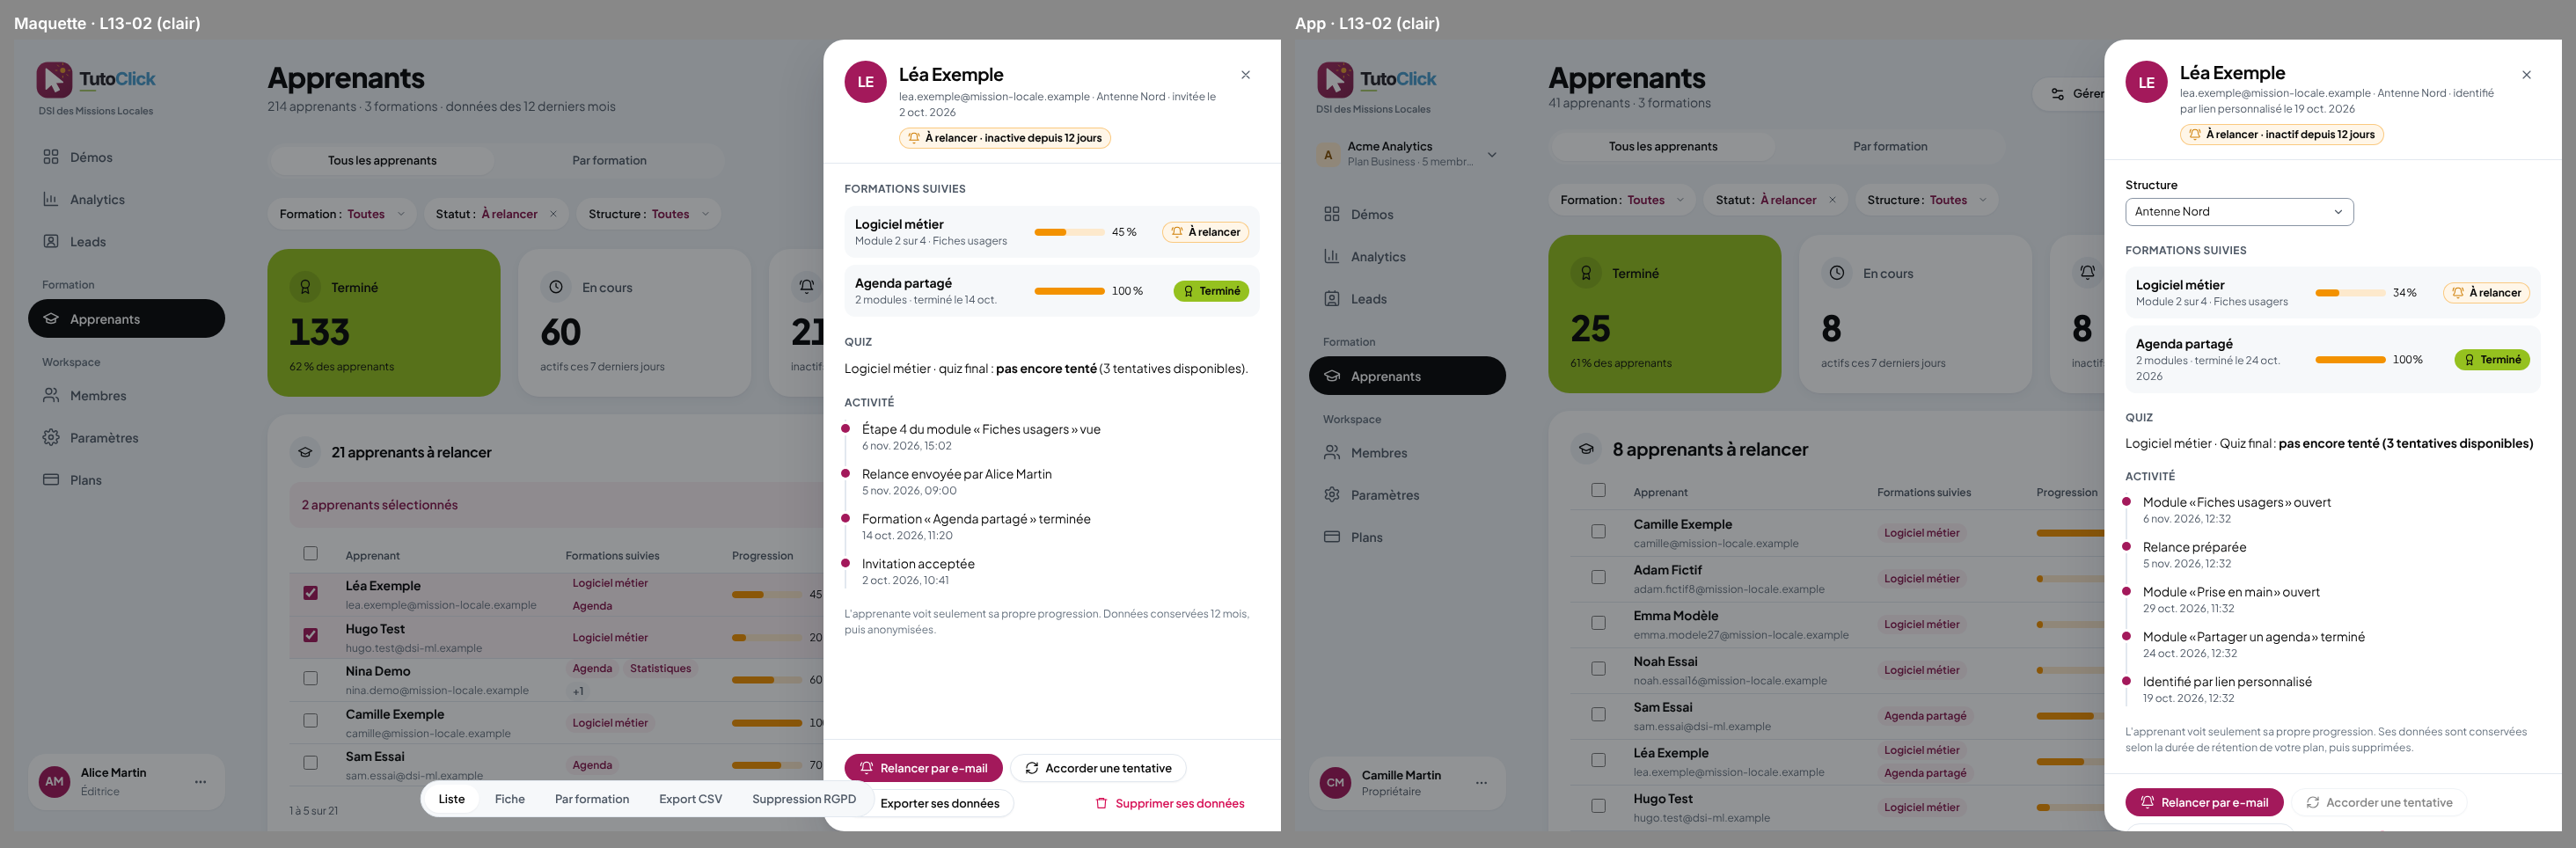 Maquette · L13-02 (clair)
TutoClick
DSI des Missions Locales
Démos
Analytics
Leads
Formation
Apprenants
Workspace
Membres
Paramètres
Plans
AM
Alice Martin
Éditrice
Apprenants
214 apprenants · 3 formations · données des 12 derniers mois
Tous les apprenants
Par formation
Formation : Toutes
Statut : À relancer
Structure : Toutes
Terminé
133
62 % des apprenants
En cours
60
actifs ces 7 derniers jours
21
inactifs
21 apprenants à relancer
2 apprenants sélectionnés
Apprenant
Formations suivies
Progression
Léa Exemple
lea.exemple@mission-locale.example
Logiciel métier
Agenda
45
Hugo Test
hugo.test@dsi-ml.example
Logiciel métier
20
Nina Demo
nina.demo@mission-locale.example
Agenda
Statistiques
+1
60
Camille Exemple
camille@mission-locale.example
Logiciel métier
10
Sam Essai
sam.essai@dsi-ml.example
Agenda
70
1 à 5 sur 21
Liste
Fiche
Par formation
Export CSV
Suppression RGPD
LE
Léa Exemple
lea.exemple@mission-locale.example · Antenne Nord · invitée le
2 oct. 2026
À relancer · inactive depuis 12 jours
FORMATIONS SUIVIES
Logiciel métier
Module 2 sur 4 · Fiches usagers
45 %
À relancer
Agenda partagé
2 modules · terminé le 14 oct.
100 %
Terminé
QUIZ
Logiciel métier · quiz final : pas encore tenté (3 tentatives disponibles).
ACTIVITÉ
Étape 4 du module « Fiches usagers » vue
6 nov. 2026, 15:02
Relance envoyée par Alice Martin
5 nov. 2026, 09:00
Formation « Agenda partagé » terminée
14 oct. 2026, 11:20
Invitation acceptée
2 oct. 2026, 10:41
L'apprenante voit seulement sa propre progression. Données conservées 12 mois,
puis anonymisées.
Relancer par e-mail
Accorder une tentative
Exporter ses données
Supprimer ses données
App · L13-02 (clair)
TutoClick
DSI des Missions Locales
A
Acme Analytics
Plan Business · 5 membr...
Démos
Analytics
Leads
Formation
Apprenants
Workspace
Membres
Paramètres
Plans
CM
Camille Martin
Propriétaire
Apprenants
41 apprenants · 3 formations
Gérer
Tous les apprenants
Par formation
Formation : Toutes
Statut : À relancer
Structure : Toutes
Terminé
25
61 % des apprenants
En cours
8
actifs ces 7 derniers jours
8
inactif
8 apprenants à relancer
Apprenant
Formations suivies
Progression
Camille Exemple
camille@mission-locale.example
Logiciel métier
Adam Fictif
adam.fictif8@mission-locale.example
Logiciel métier
Emma Modèle
emma.modele27@mission-locale.example
Logiciel métier
Noah Essai
noah.essai16@mission-locale.example
Logiciel métier
Sam Essai
sam.essai@dsi-ml.example
Agenda partagé
Léa Exemple
lea.exemple@mission-locale.example
Logiciel métier
Agenda partagé
Hugo Test
hugo.test@dsi-ml.example
Logiciel métier
LE
Léa Exemple
lea.exemple@mission-locale.example · Antenne Nord · identifié
par lien personnalisé le 19 oct. 2026
À relancer · inactif depuis 12 jours
Structure
Antenne Nord
FORMATIONS SUIVIES
Logiciel métier
Module 2 sur 4 · Fiches usagers
34 %
À relancer
Agenda partagé
2 modules · terminé le 24 oct.
2026
100 %
Terminé
QUIZ
Logiciel métier · Quiz final : pas encore tenté (3 tentatives disponibles)
ACTIVITÉ
Module « Fiches usagers » ouvert
6 nov. 2026, 12:32
Relance préparée
5 nov. 2026, 12:32
Module « Prise en main » ouvert
29 oct. 2026, 11:32
Module « Partager un agenda » terminé
24 oct. 2026, 12:32
Identifié par lien personnalisé
19 oct. 2026, 12:32
L'apprenant voit seulement sa propre progression. Ses données sont conservées
selon la durée de rétention de votre plan, puis supprimées.
Relancer par e-mail
Accorder une tentative